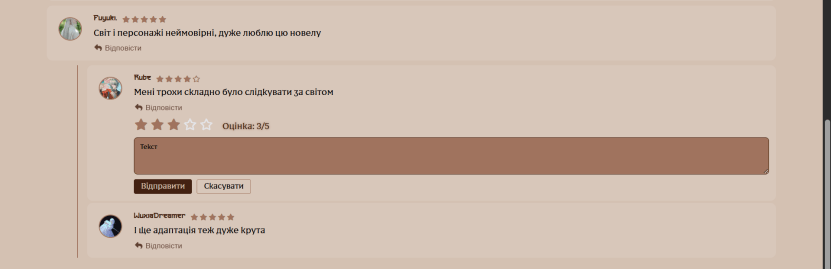 Fuyuki
Світ і персонажі неймовірні, дуже люблю цю новелу
Відповісти
Kube
Мені трохи складно було слідкувати за світом
Відповісти
Оцінка: 3/5
Текст
Відправити Скасувати
WuxiaDreamer
І ще адаптація теж дуже крута
Відповісти